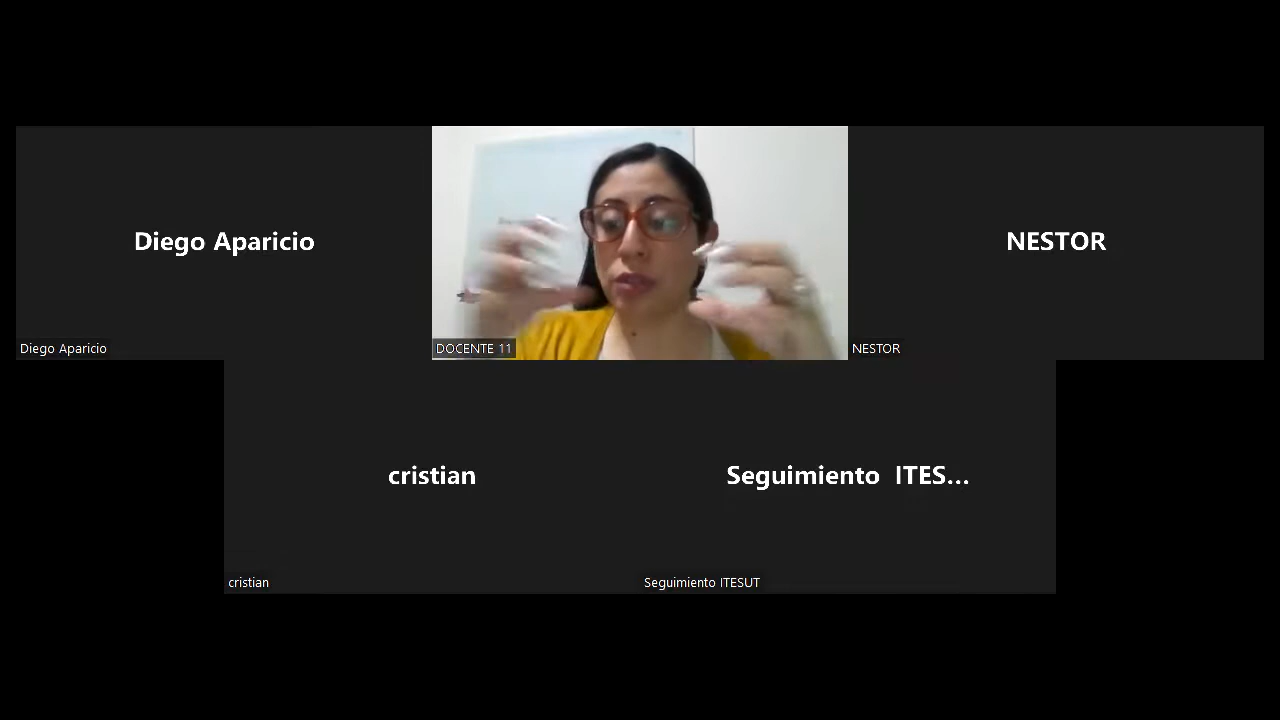 Diego Aparicio
NESTOR
Diego Aparicio
DOCENTE 11
NESTOR
cristian
Seguimiento ITES...
cristian
Seguimiento ITESUT